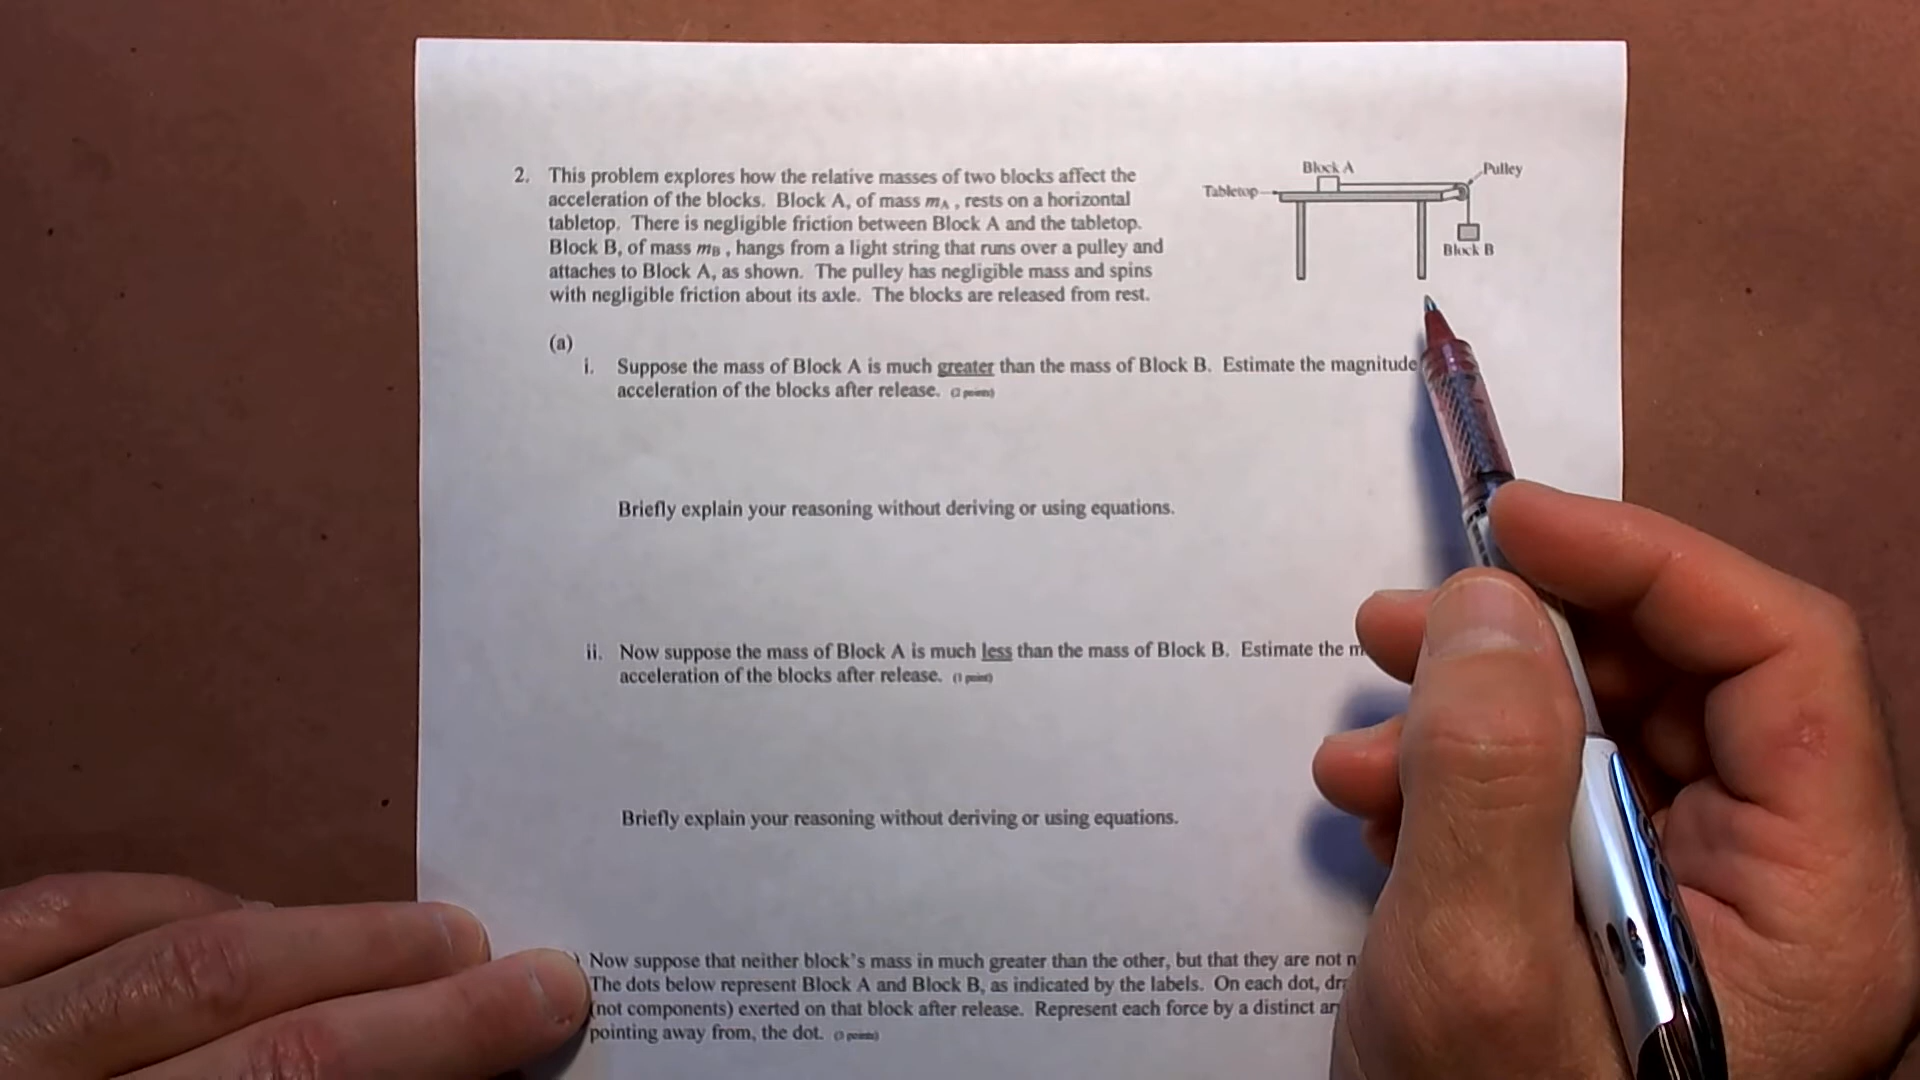 2. This problem explores how the relative masses of two blocks affect the
acceleration of the blocks. Block A, of mass mA , rests on a horizontal
tabletop. There is negligible friction between Block A and the tabletop.
Block B, of mass mB , hangs from a light string that runs over a pulley and
attaches to Block A, as shown. The pulley has negligible mass and spins
with negligible friction about its axle. The blocks are released from rest.
Block A
Pulley
Tabletop
Block B
(a)
i. Suppose the mass of Block A is much greater than the mass of Block B. Estimate the magnitude
acceleration of the blocks after release. (2 points)
Briefly explain your reasoning without deriving or using equations.
ii. Now suppose the mass of Block A is much less than the mass of Block B. Estimate the
acceleration of the blocks after release. (1 point)
Briefly explain your reasoning without deriving or using equations.
Now suppose that neither block's mass in much greater than the other, but that they are not
The dots below represent Block A and Block B, as indicated by the labels. On each dot,
(not components) exerted on that block after release. Represent each force by a distinct
pointing away from, the dot. (3 points)